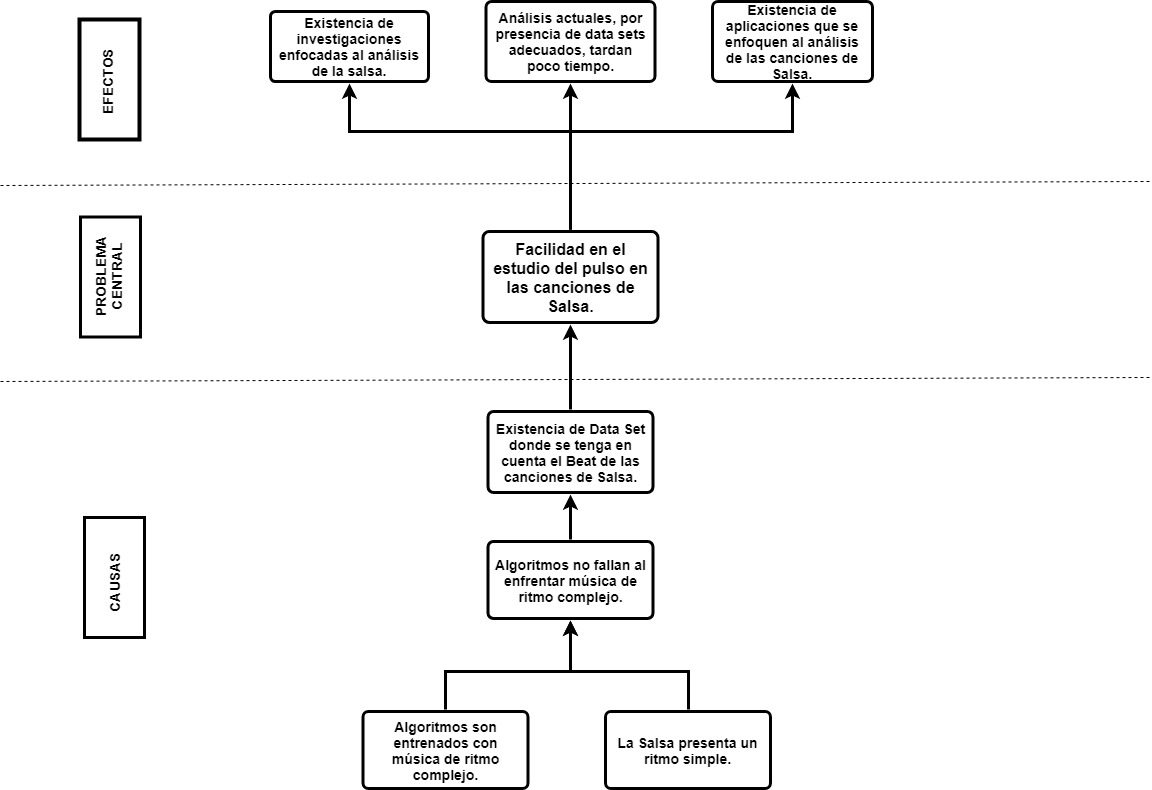 EFECTOS
Existencia de
investigaciones
enfocadas al análisis
de la salsa.
Análisis actuales, por
presencia de data sets
adecuados, tardan
poco tiempo.
Existencia de
aplicaciones que se
enfoquen al análisis
de las canciones de
Salsa.
PROBLEMA
CENTRAL
Facilidad en el
estudio del pulso en
las canciones de
Salsa.
CAUSAS
Existencia de Data Set
donde se tenga en
cuenta el Beat de las
canciones de Salsa.
Algoritmos no fallan al
enfrentar música de
ritmo complejo.
Algoritmos son
entrenados con
música de ritmo
complejo.
La Salsa presenta un
ritmo simple.